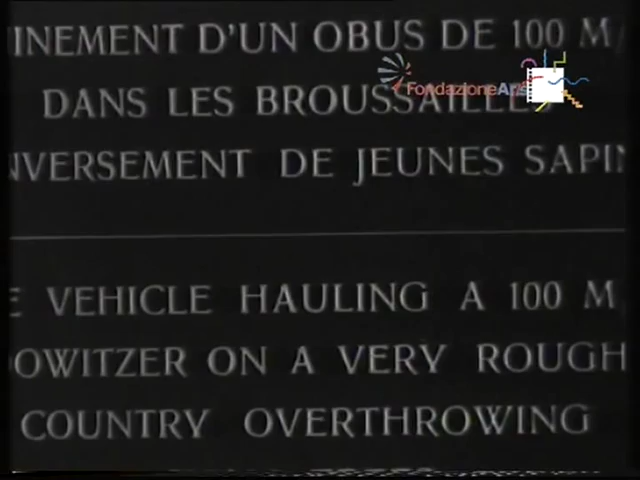 INEMENT D'UN OBUS DE 100 M/
FondazioneAnsaldo
DANS LES BROUSSAILLES
NVERSEMENT DE JEUNES SAPIN
E VEHICLE HAULING A 100 M
OWITZER ON A VERY ROUGH
COUNTRY OVERTHROWING